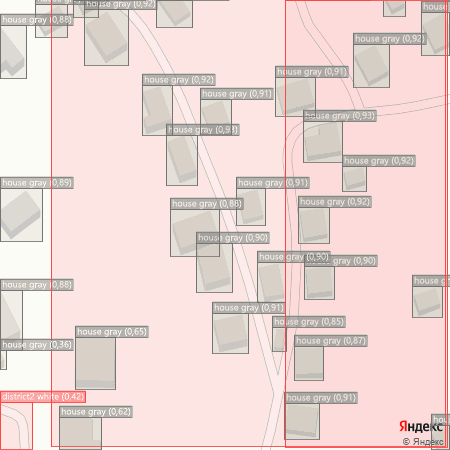 house gray (0,92)
house gray (0,88)
house gray (0,92)
house gray (0,91)
house gray (0,92)
house gray (0,91)
house gray (0,93)
house gray (0,93)
house gray (0,92)
house gray (0,89)
house gray (0,91)
house gray (0,88)
house gray (0,92)
house gray (0,90)
house gray (0,90)
house gray (0,90)
house gray (0,88)
house gray (0,91)
house gray (0,85)
house gray (0,65)
house gray (0,36)
house gray (0,87)
district2 white (0,42)
house gray (0,62)
house gray (0,91)
Яндекс
© Яндекс